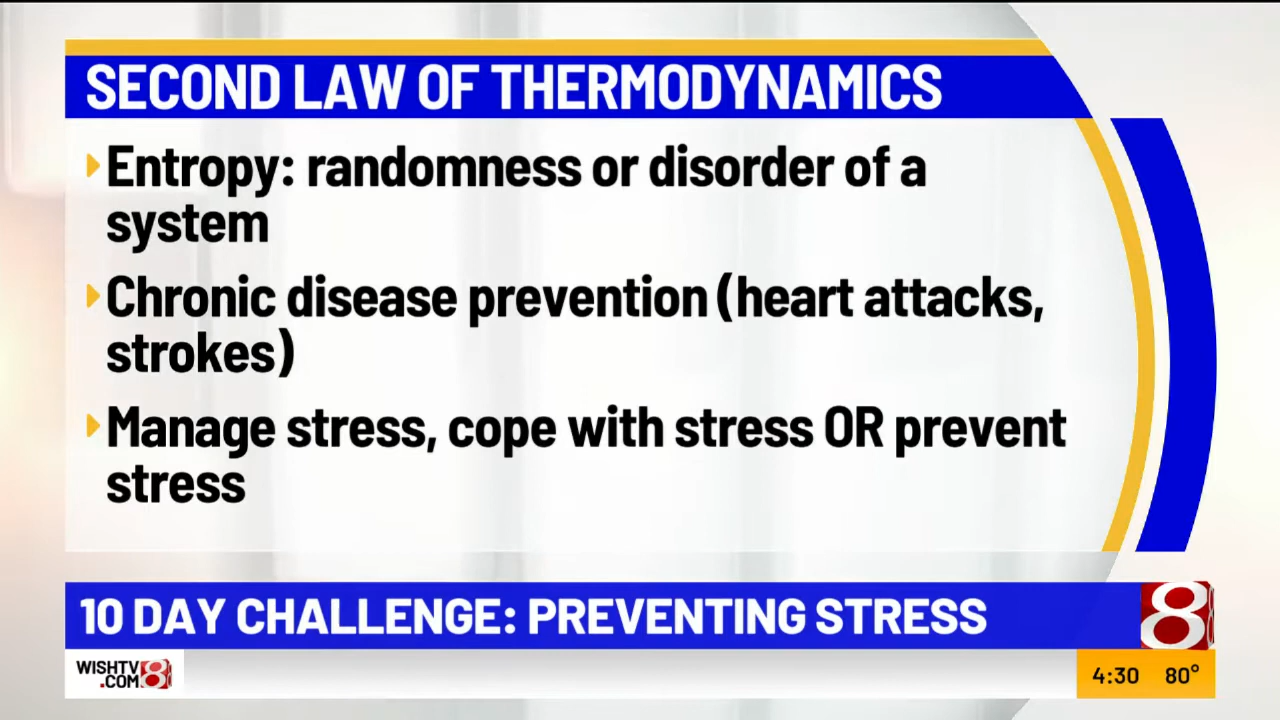 SECOND LAW OF THERMODYNAMICS
Entropy: randomness or disorder of a
system
Chronic disease prevention (heart attacks,
strokes)
Manage stress, cope with stress OR prevent
stress
10 DAY CHALLENGE: PREVENTING STRESS
8
WISHTV
.COM 8
4:30 80°